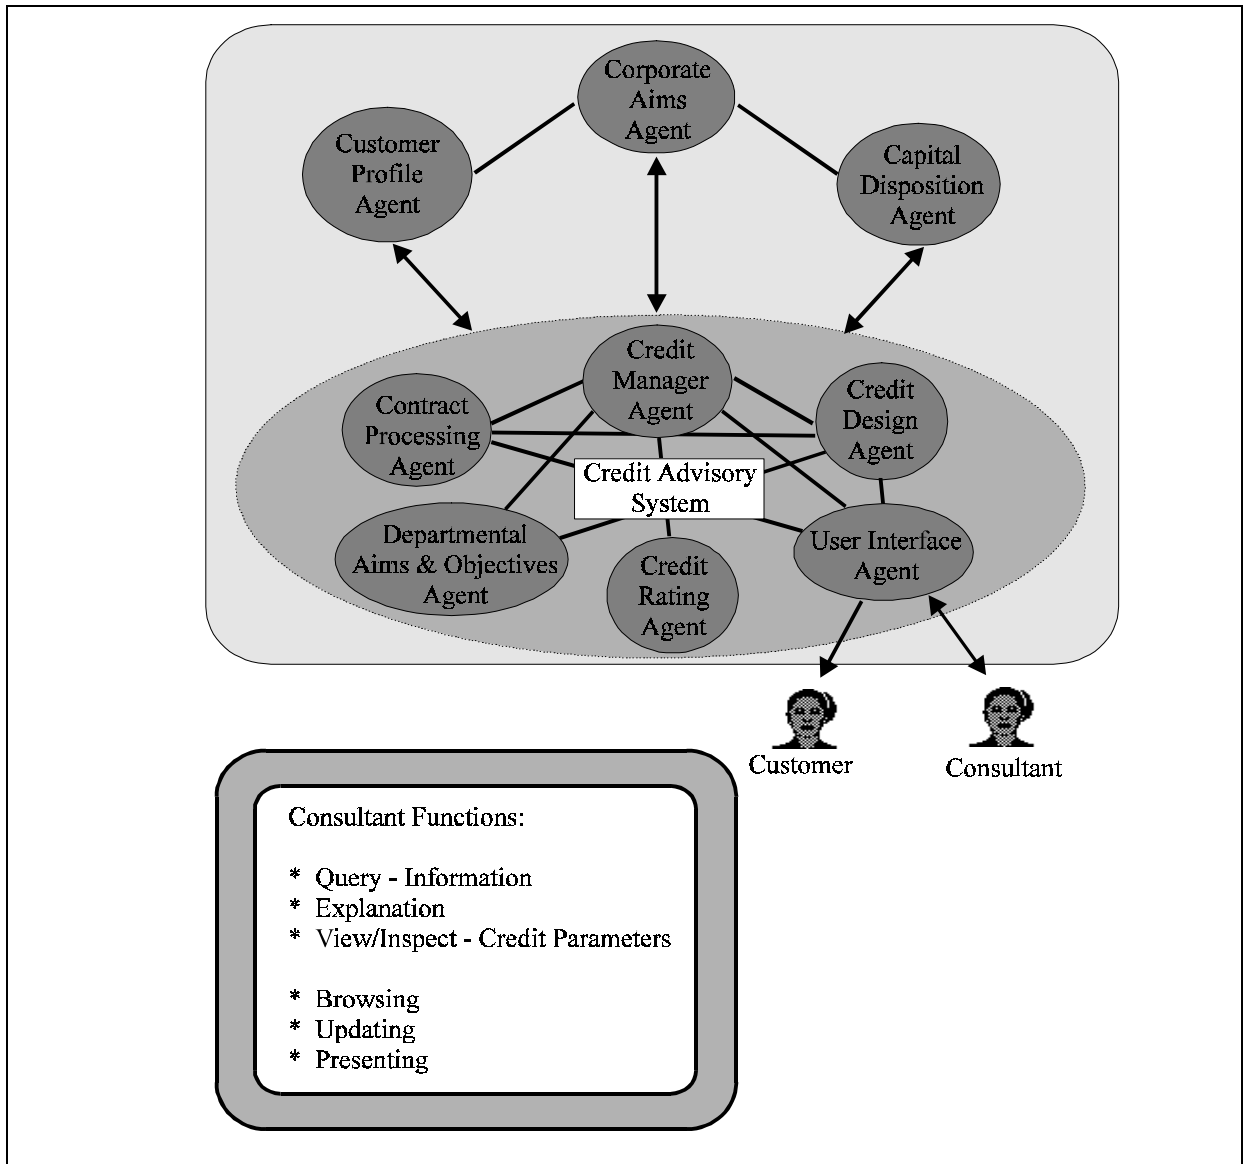 Corporate
Aims
Agent
Customer
Profile
Agent
Capital
Disposition
Agent
Credit
Manager
Agent
Contract
Processing
Agent
Credit
Design
Agent
Credit Advisory
System
Departmental
Aims & Objectives
Agent
Credit
Rating
Agent
User Interface
Agent
Customer
Consultant
Consultant Functions:
* Query - Information
* Explanation
* View/Inspect - Credit Parameters
* Browsing
* Updating
* Presenting